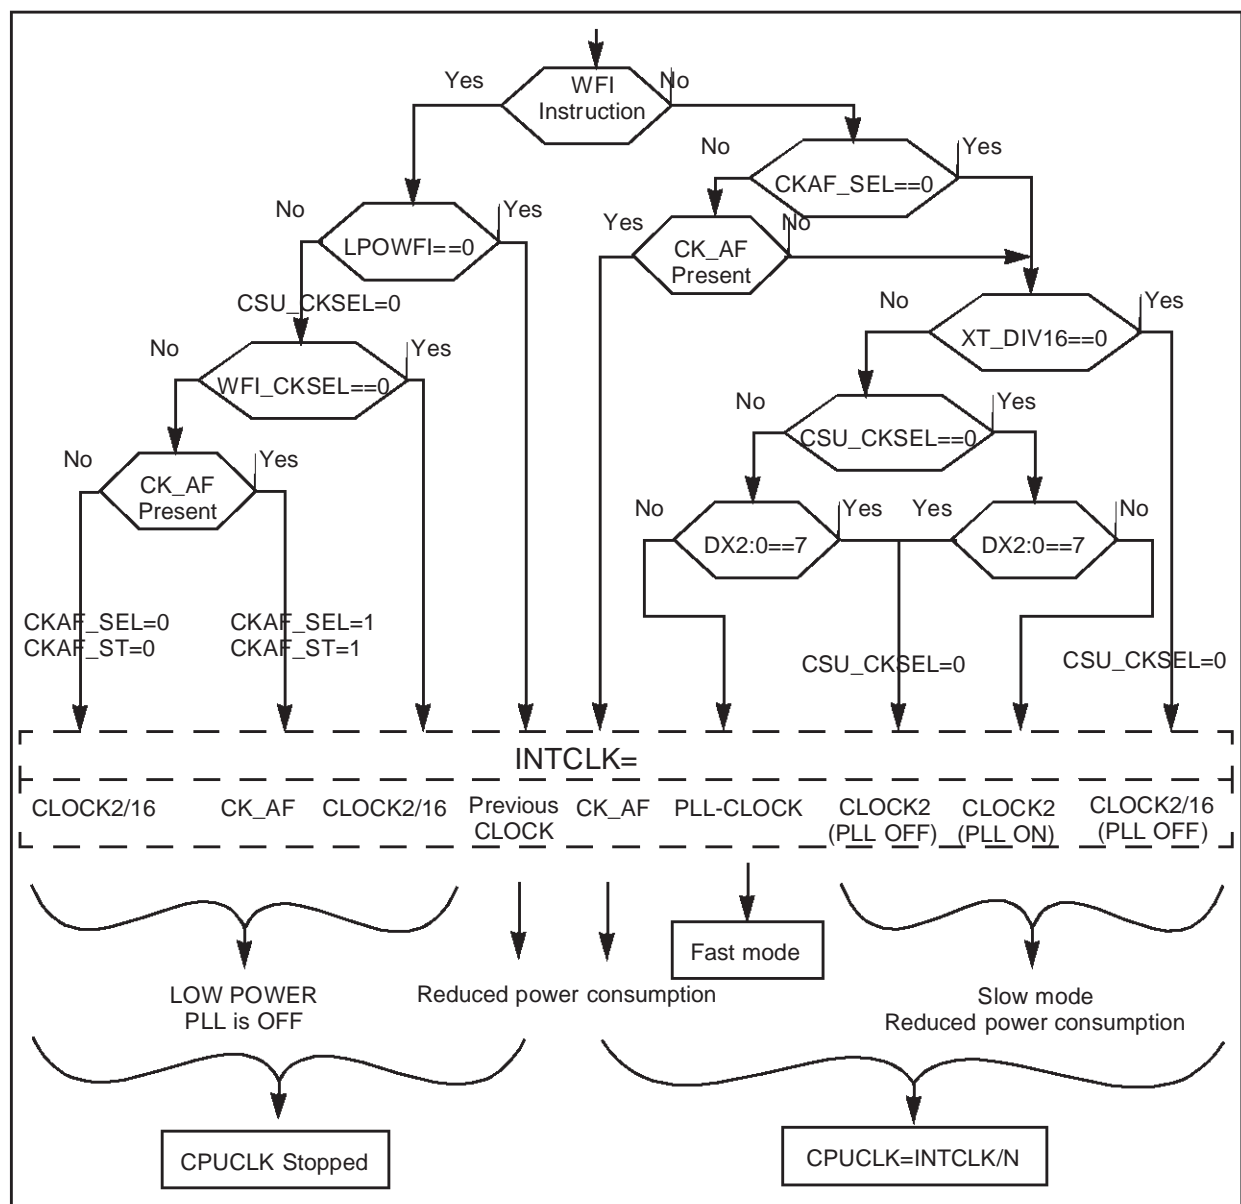 Yes
WFI
Instruction
No
No
CKAF_SEL==0
Yes
No
LPOWFI==0
Yes
Yes
CK_AF
Present
No
CSU_CKSEL=0
No
XT_DIV16==0
Yes
No
WFI_CKSEL==0
Yes
No
CSU_CKSEL==0
Yes
No
CK_AF
Present
Yes
No
DX2:0==7
Yes
Yes
DX2:0==7
No
CKAF_SEL=0
CKAF_ST=0
CKAF_SEL=1
CKAF_ST=1
CSU_CKSEL=0
CSU_CKSEL=0
INTCLK=
CLOCK2/16
CK_AF
CLOCK2/16
Previous
CLOCK
CK_AF
PLL-CLOCK
CLOCK2
(PLL OFF)
CLOCK2
(PLL ON)
CLOCK2/16
(PLL OFF)
Fast mode
LOW POWER
PLL is OFF
Reduced power consumption
Slow mode
Reduced power consumption
CPUCLK Stopped
CPUCLK=INTCLK/N